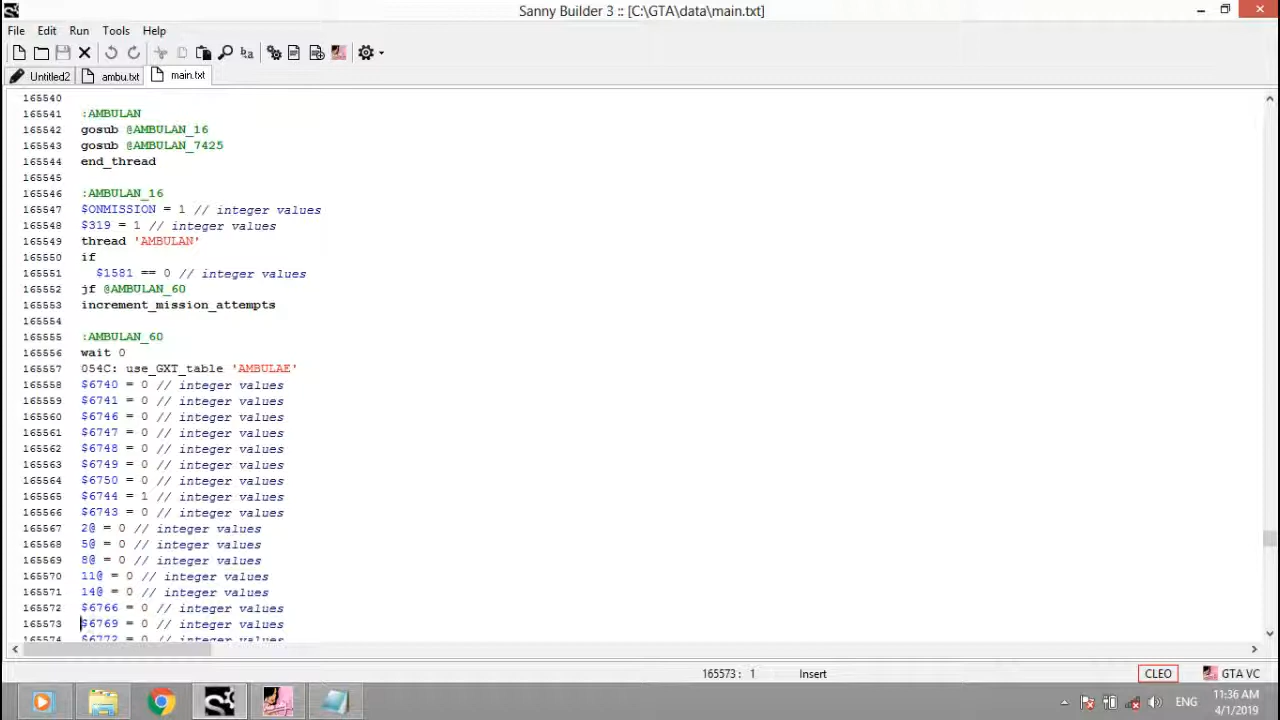 Sanny Builder 3 :: [C:\GTA\data\main.txt]
File Edit Run Tools Help
Untitled2 ambu.txt main.txt
165540
165541 :AMBULAN
165542 gosub @AMBULAN_16
165543 gosub @AMBULAN_7425
165544 end_thread
165545
165546 :AMBULAN_16
165547 $ONMISSION = 1 // integer values
165548 $319 = 1 // integer values
165549 thread 'AMBULAN'
165550 if
165551 $1581 == 0 // integer values
165552 jf @AMBULAN_60
165553 increment_mission_attempts
165554
165555 :AMBULAN_60
165556 wait 0
165557 054C: use_GXT_table 'AMBULAE'
165558 $6740 = 0 // integer values
165559 $6741 = 0 // integer values
165560 $6746 = 0 // integer values
165561 $6747 = 0 // integer values
165562 $6748 = 0 // integer values
165563 $6749 = 0 // integer values
165564 $6750 = 0 // integer values
165565 $6744 = 1 // integer values
165566 $6743 = 0 // integer values
165567 2@ = 0 // integer values
165568 5@ = 0 // integer values
165569 8@ = 0 // integer values
165570 11@ = 0 // integer values
165571 14@ = 0 // integer values
165572 $6766 = 0 // integer values
165573 $6769 = 0 // integer values
165574 $6772 = 0 // integer values
165573: 1 Insert CLEO GTA VC
ENG 11:36 AM
4/1/2019